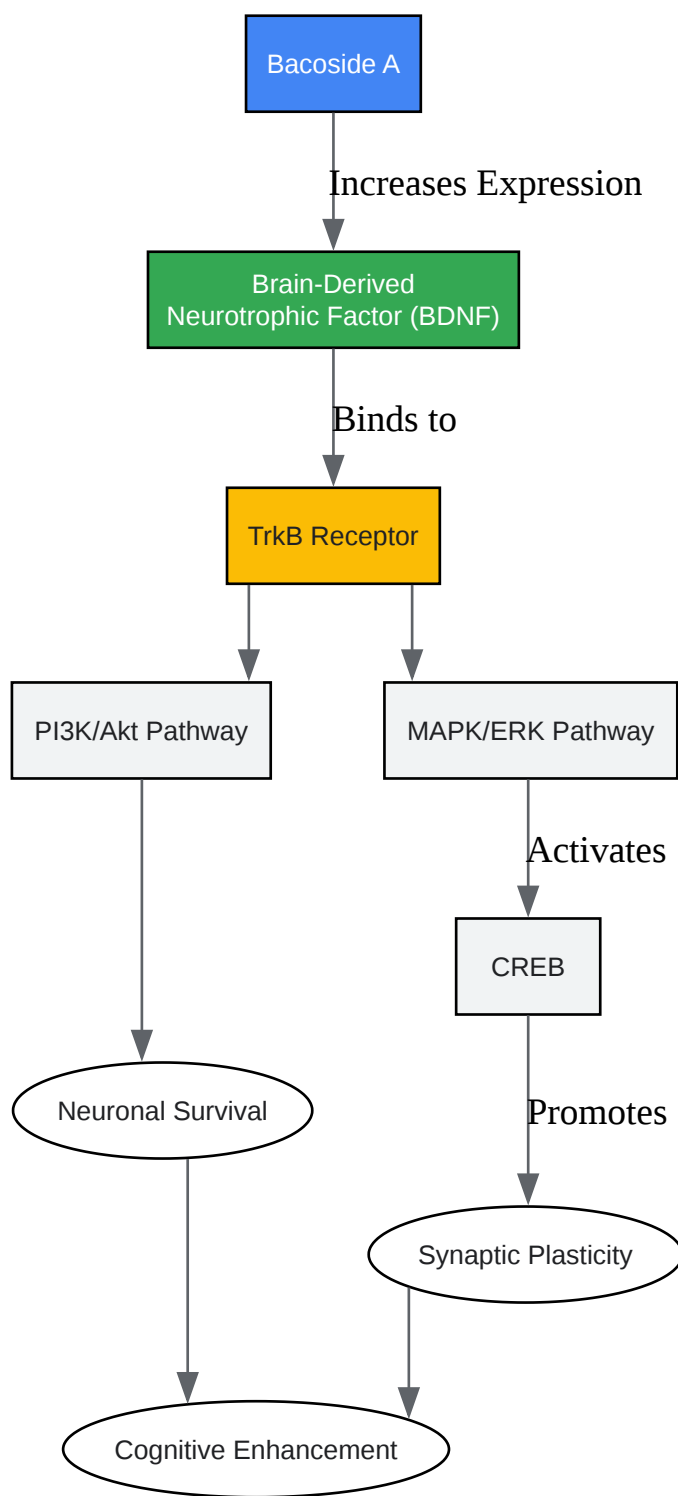 Bacoside A
Increases Expression
Brain-Derived
Neurotrophic Factor (BDNF)
Binds to
TrkB Receptor
PI3K/Akt Pathway
MAPK/ERK Pathway
Activates
CREB
Neuronal Survival
Promotes
Synaptic Plasticity
Cognitive Enhancement